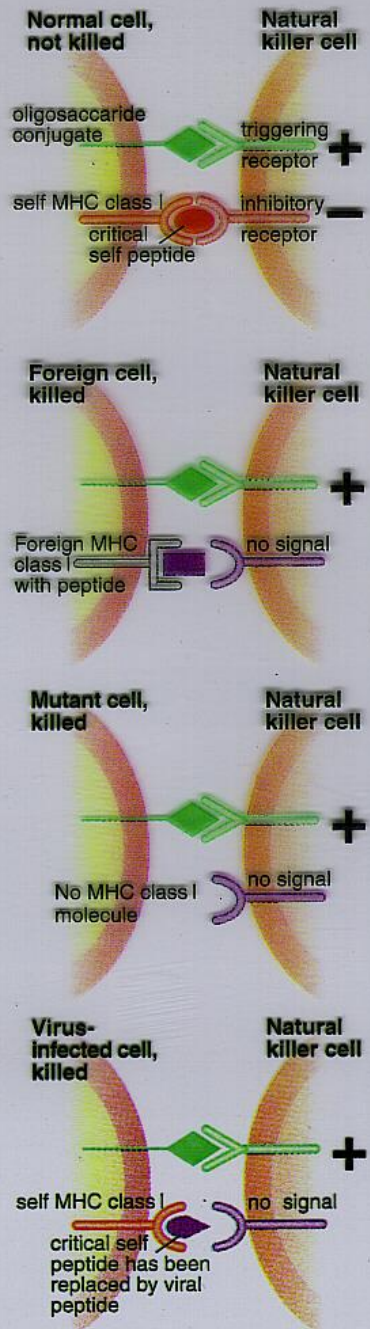 Normal cell,
not killed
Natural
killer cell
oligosaccaride
conjugate
triggering
receptor
+
self MHC class I
critical
self peptide
inhibitory
receptor
−
Foreign cell,
killed
Natural
killer cell
+
Foreign MHC
class I
with peptide
no signal
Mutant cell,
killed
Natural
killer cell
+
No MHC class I
molecule
no signal
Virus-
infected cell,
killed
Natural
killer cell
+
self MHC class I
critical self
peptide has been
replaced by viral
peptide
no signal